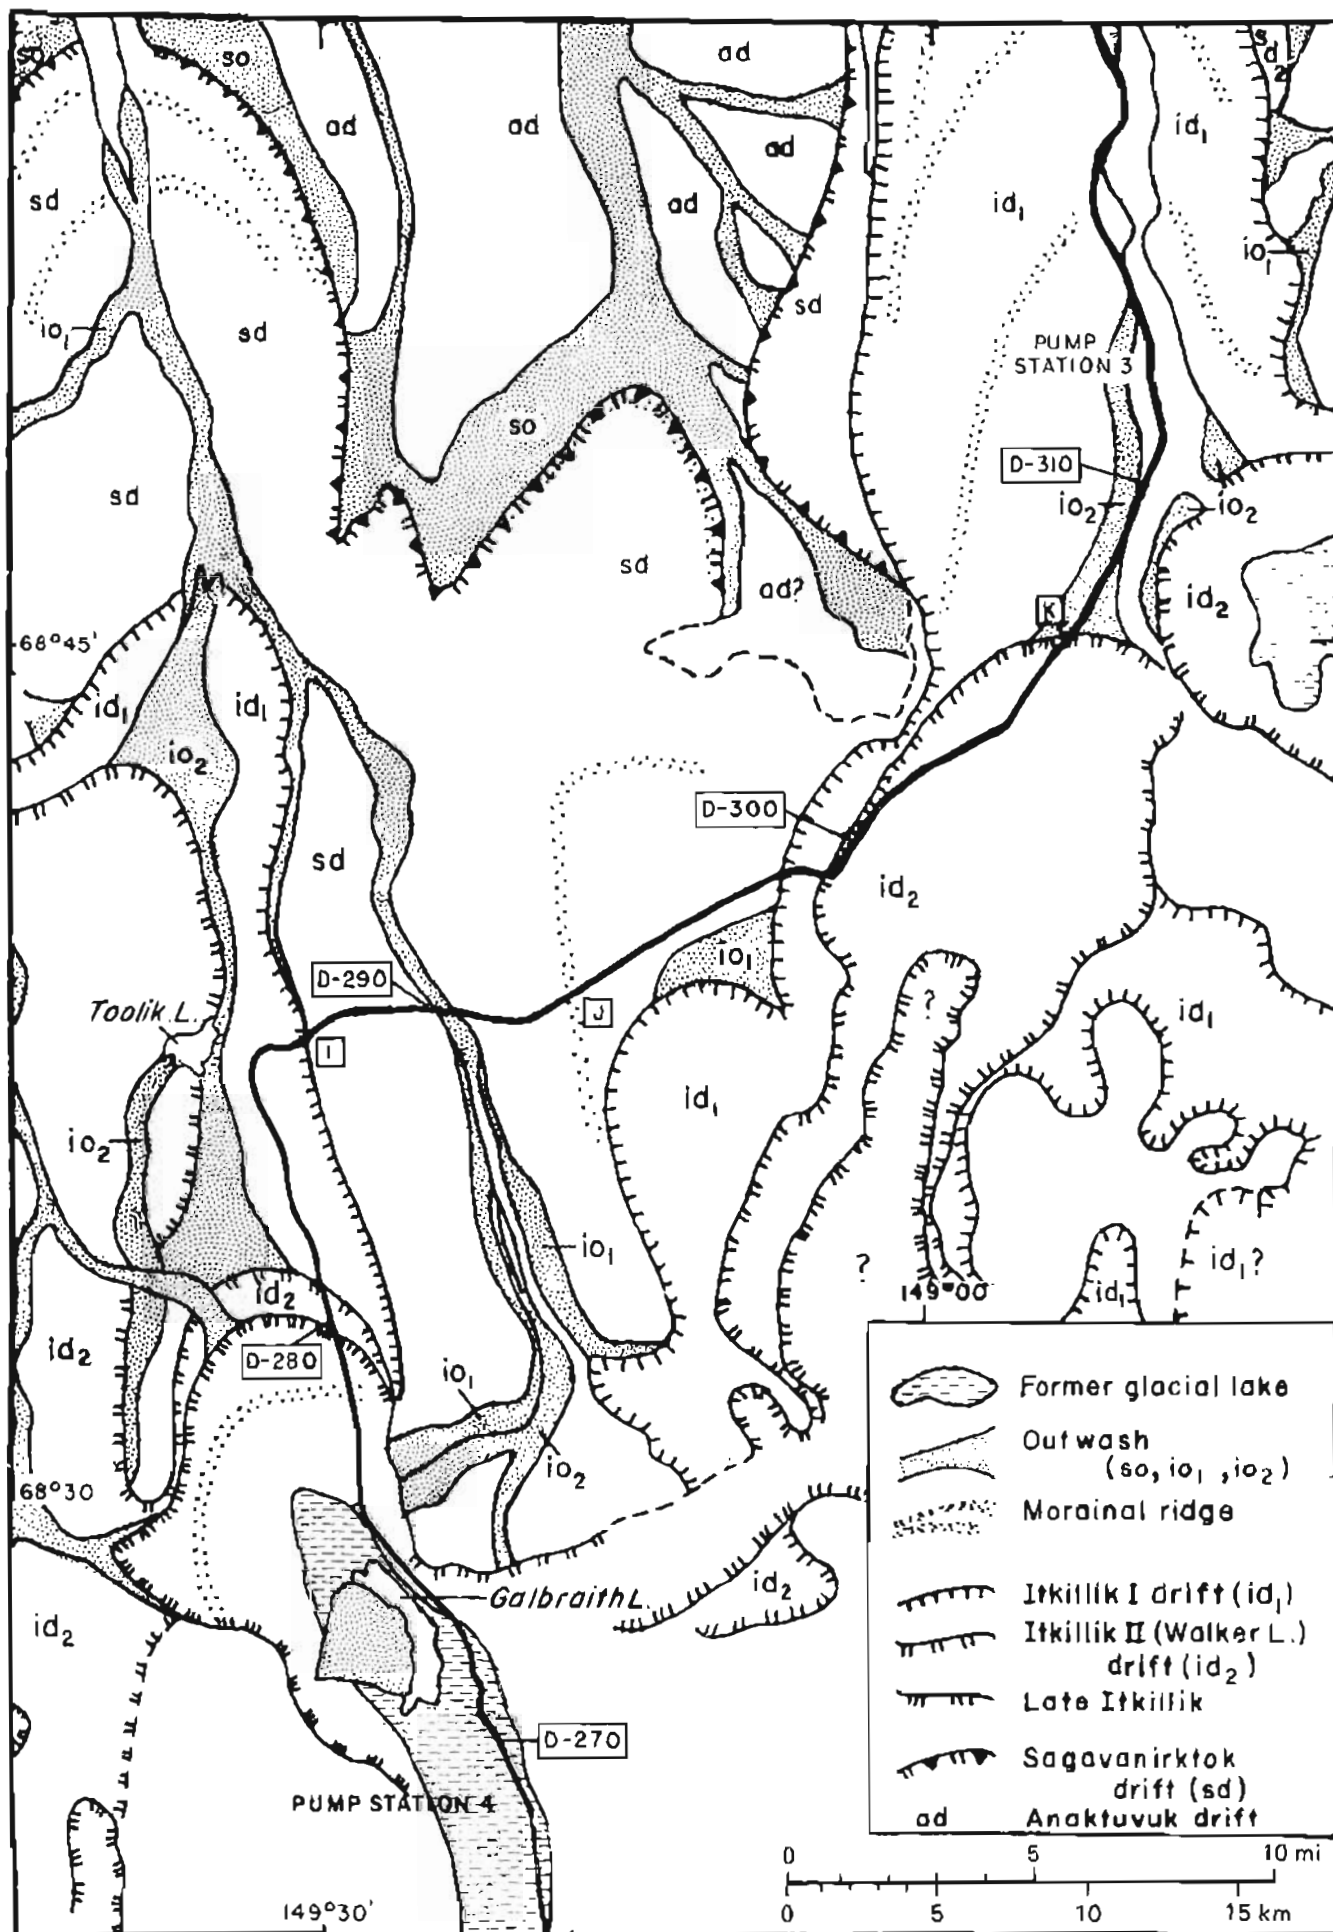 so
so
ad
ad
ad
ad
ad
s
d2
id1
sd
id1
io1
io1
sd
sd
PUMP
STATION 3
so
D-310
sd
io2
io2
sd
ad?
K
id2
68°45'
id1
id1
io2
D-300
sd
id2
io1
D-290
?
Toolik L.
J
id1
I
id1
io2
io1
?
id1?
149°00'
id2
id1
id2
D-280
io1
Former glacial lake
Outwash
(so, io1, io2)
io2
68°30
Morainal ridge
id2
Galbraith L.
Itkillik I drift (id1)
id2
Itkillik II (Walker L.)
drift (id2)
Late Itkillik
D-270
Sagavanirktok
drift (sd)
PUMP STATION 4
ad Anaktuvuk drift
0 5 10 mi
149°30'
0 5 10 15 km